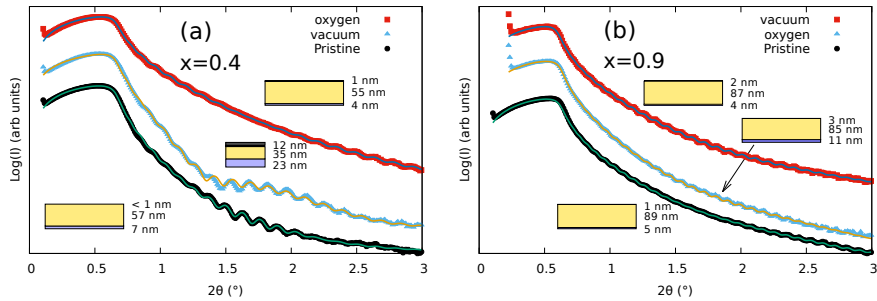 (a)
x=0.4
oxygen
vacuum
Pristine
1 nm
55 nm
4 nm
12 nm
35 nm
23 nm
< 1 nm
57 nm
7 nm
Log(I) (arb units)
0 0.5 1 1.5 2 2.5 3
2θ (°)
(b)
x=0.9
vacuum
oxygen
Pristine
2 nm
87 nm
4 nm
3 nm
85 nm
11 nm
1 nm
89 nm
5 nm
Log(I) (arb units)
0 0.5 1 1.5 2 2.5 3
2θ (°)